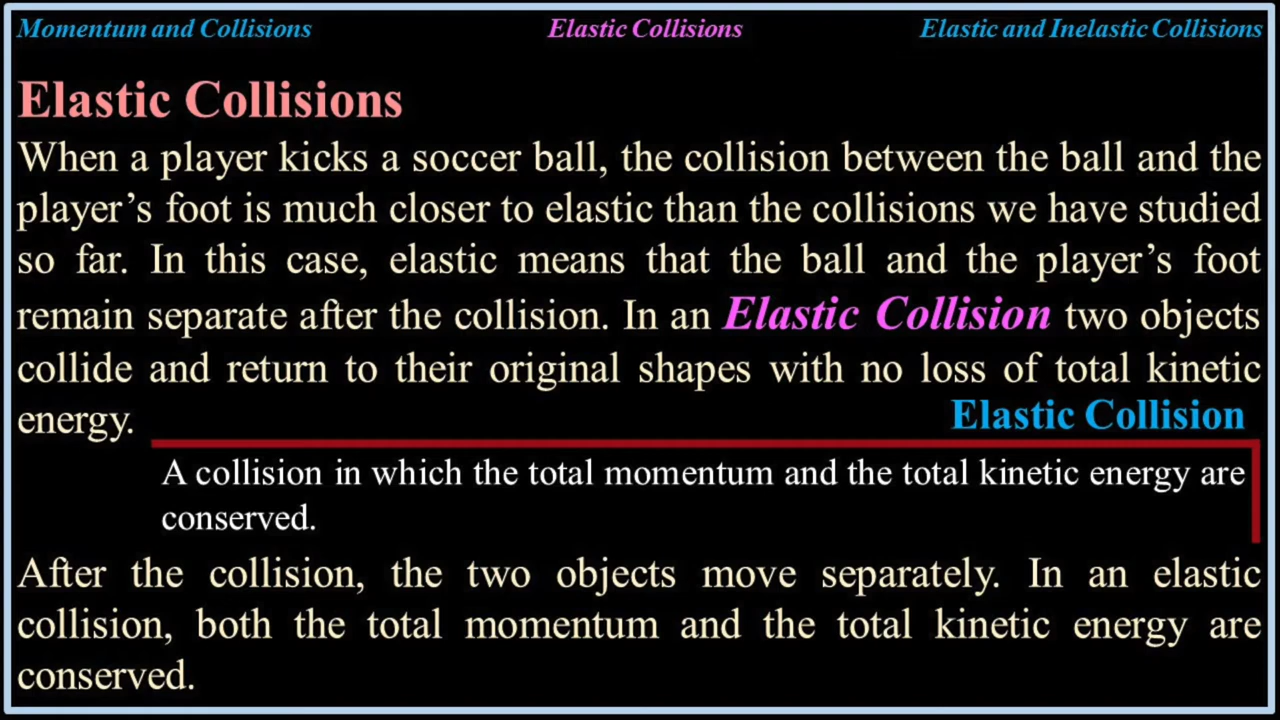 Momentum and Collisions
Elastic Collisions
Elastic and Inelastic Collisions
Elastic Collisions
When a player kicks a soccer ball, the collision between the ball and the
player’s foot is much closer to elastic than the collisions we have studied
so far. In this case, elastic means that the ball and the player’s foot
remain separate after the collision. In an Elastic Collision two objects
collide and return to their original shapes with no loss of total kinetic
energy.
Elastic Collision
A collision in which the total momentum and the total kinetic energy are
conserved.
After the collision, the two objects move separately. In an elastic
collision, both the total momentum and the total kinetic energy are
conserved.